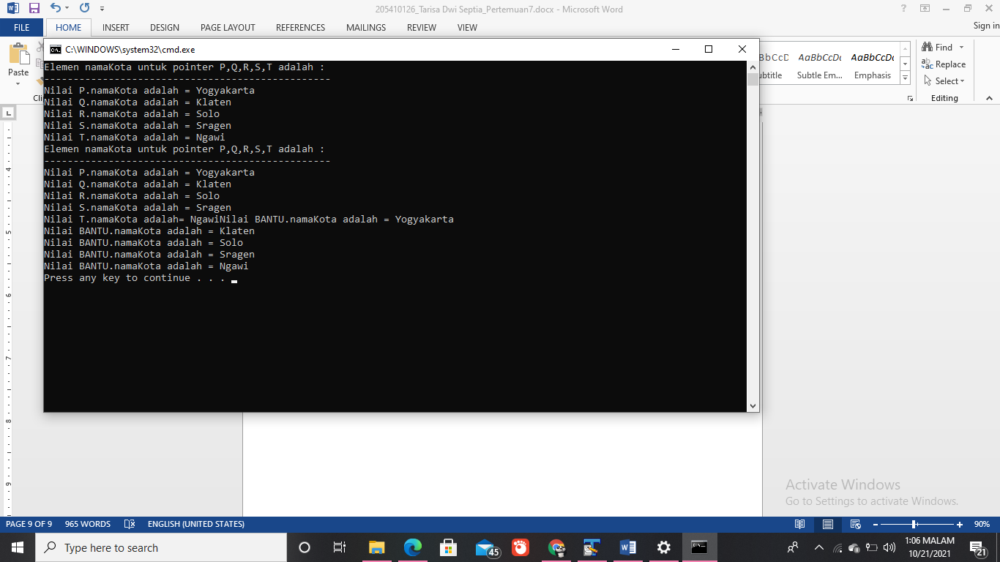 205410126_Tarisa Dwi Septia_Pertemuan7.docx - Microsoft Word
FILE HOME INSERT DESIGN PAGE LAYOUT REFERENCES MAILINGS REVIEW VIEW Sign in
C:\WINDOWS\system32\cmd.exe
Paste
AaBbCcDc AaBbCcDc
Subtle Em... Emphasis
Find
Replace
Select
Editing
Elemen namaKota untuk pointer P,Q,R,S,T adalah :
-------------------------------------------------
Nilai P.namaKota adalah = Yogyakarta
Nilai Q.namaKota adalah = Klaten
Nilai R.namaKota adalah = Solo
Nilai S.namaKota adalah = Sragen
Nilai T.namaKota adalah = Ngawi
Elemen namaKota untuk pointer P,Q,R,S,T adalah :
-------------------------------------------------
Nilai P.namaKota adalah = Yogyakarta
Nilai Q.namaKota adalah = Klaten
Nilai R.namaKota adalah = Solo
Nilai S.namaKota adalah = Sragen
Nilai T.namaKota adalah= NgawiNilai BANTU.namaKota adalah = Yogyakarta
Nilai BANTU.namaKota adalah = Klaten
Nilai BANTU.namaKota adalah = Solo
Nilai BANTU.namaKota adalah = Sragen
Nilai BANTU.namaKota adalah = Ngawi
Press any key to continue . . .
4
5
6
7
8
9
Activate Windows
Go to Settings to activate Windows.
PAGE 9 OF 9 965 WORDS ENGLISH (UNITED STATES) 90%
Type here to search
45
1:06 MALAM
10/21/2021
21